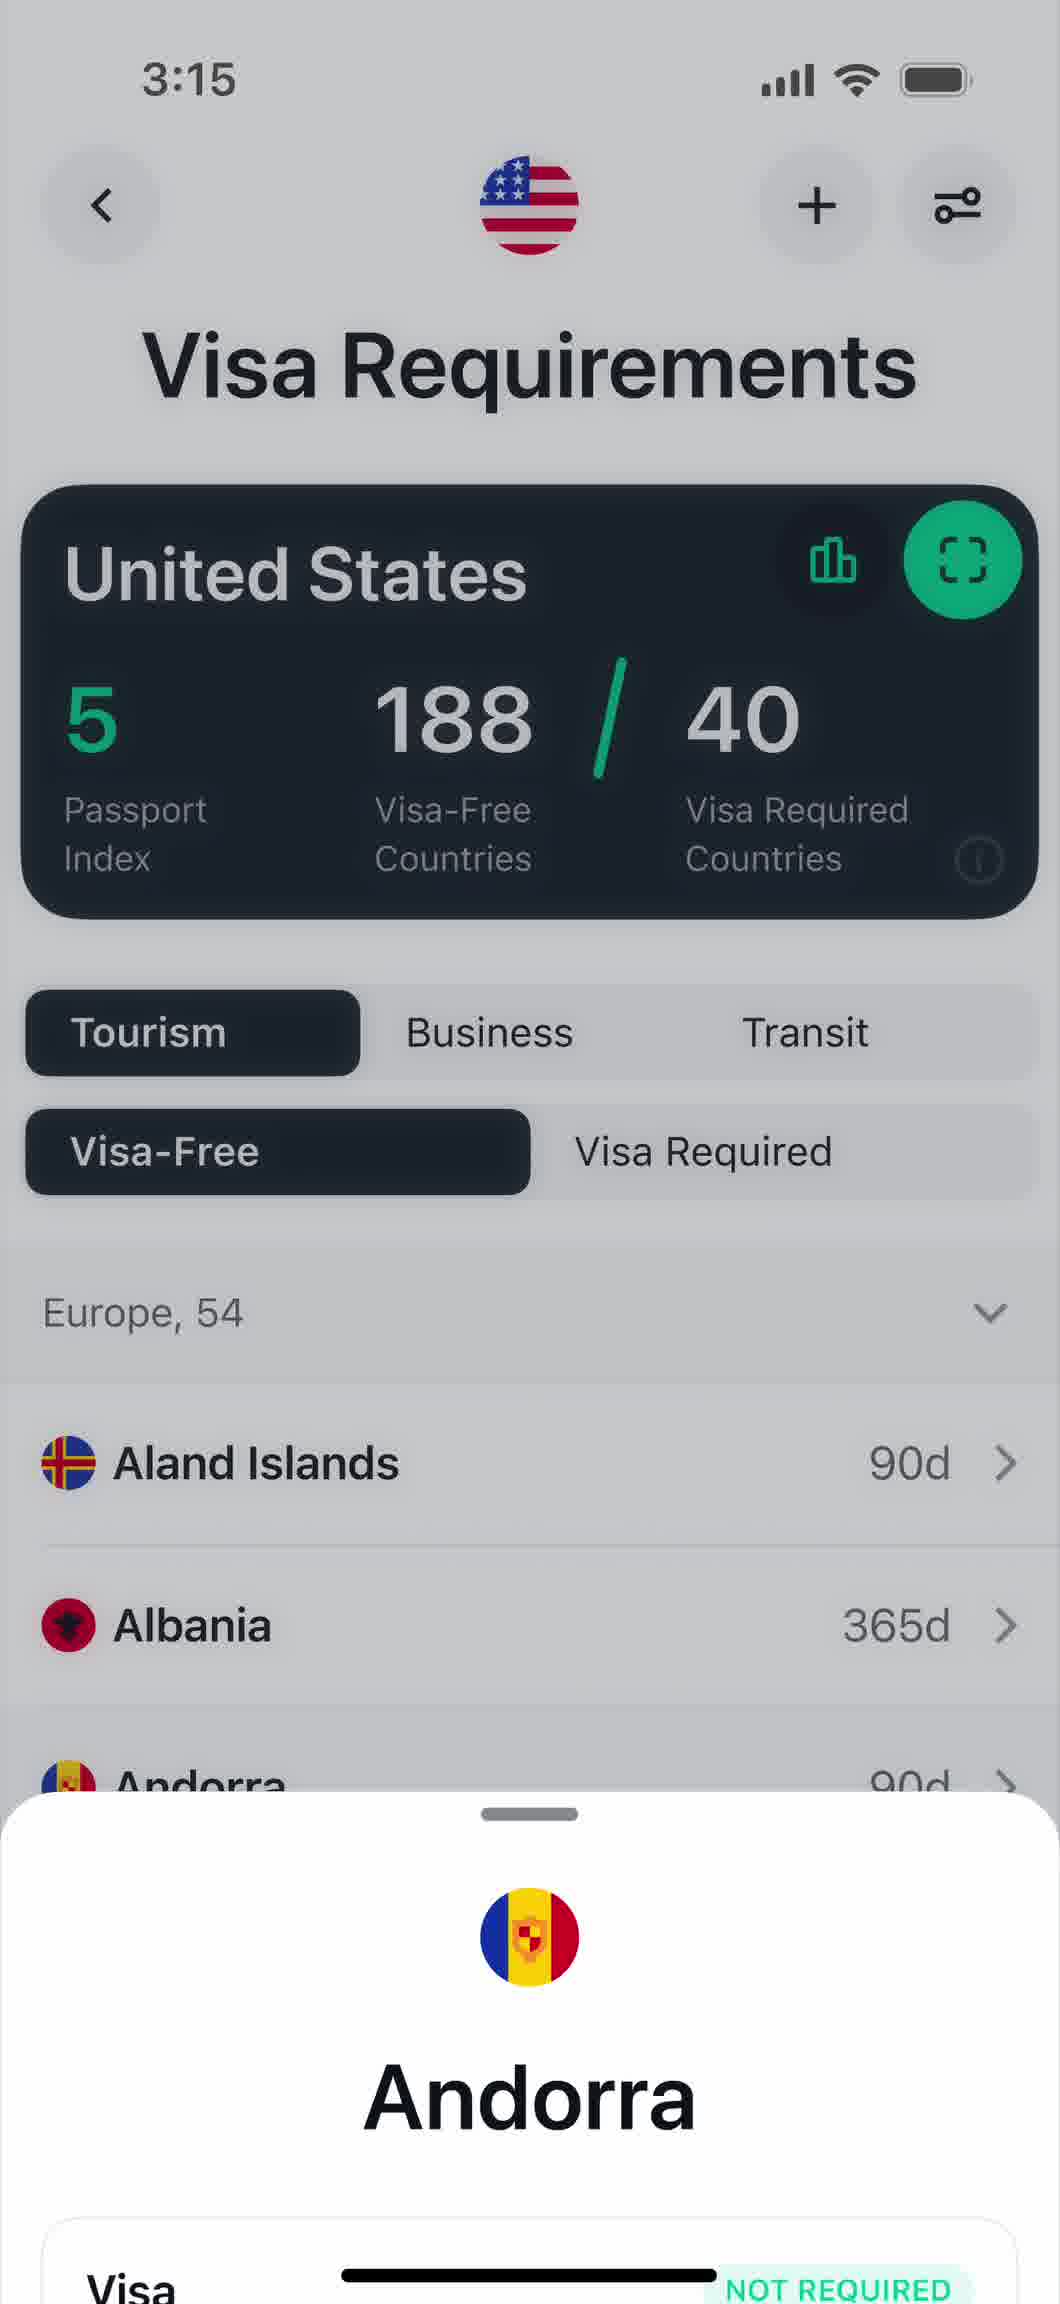 3:15
Visa Requirements
United States
5
188 / 40
Passport Index
Visa-Free Countries
Visa Required Countries
Tourism
Business
Transit
Visa-Free
Visa Required
Europe, 54
Aland Islands
90d
Albania
365d
Andorra
90d
Andorra
Visa
NOT REQUIRED